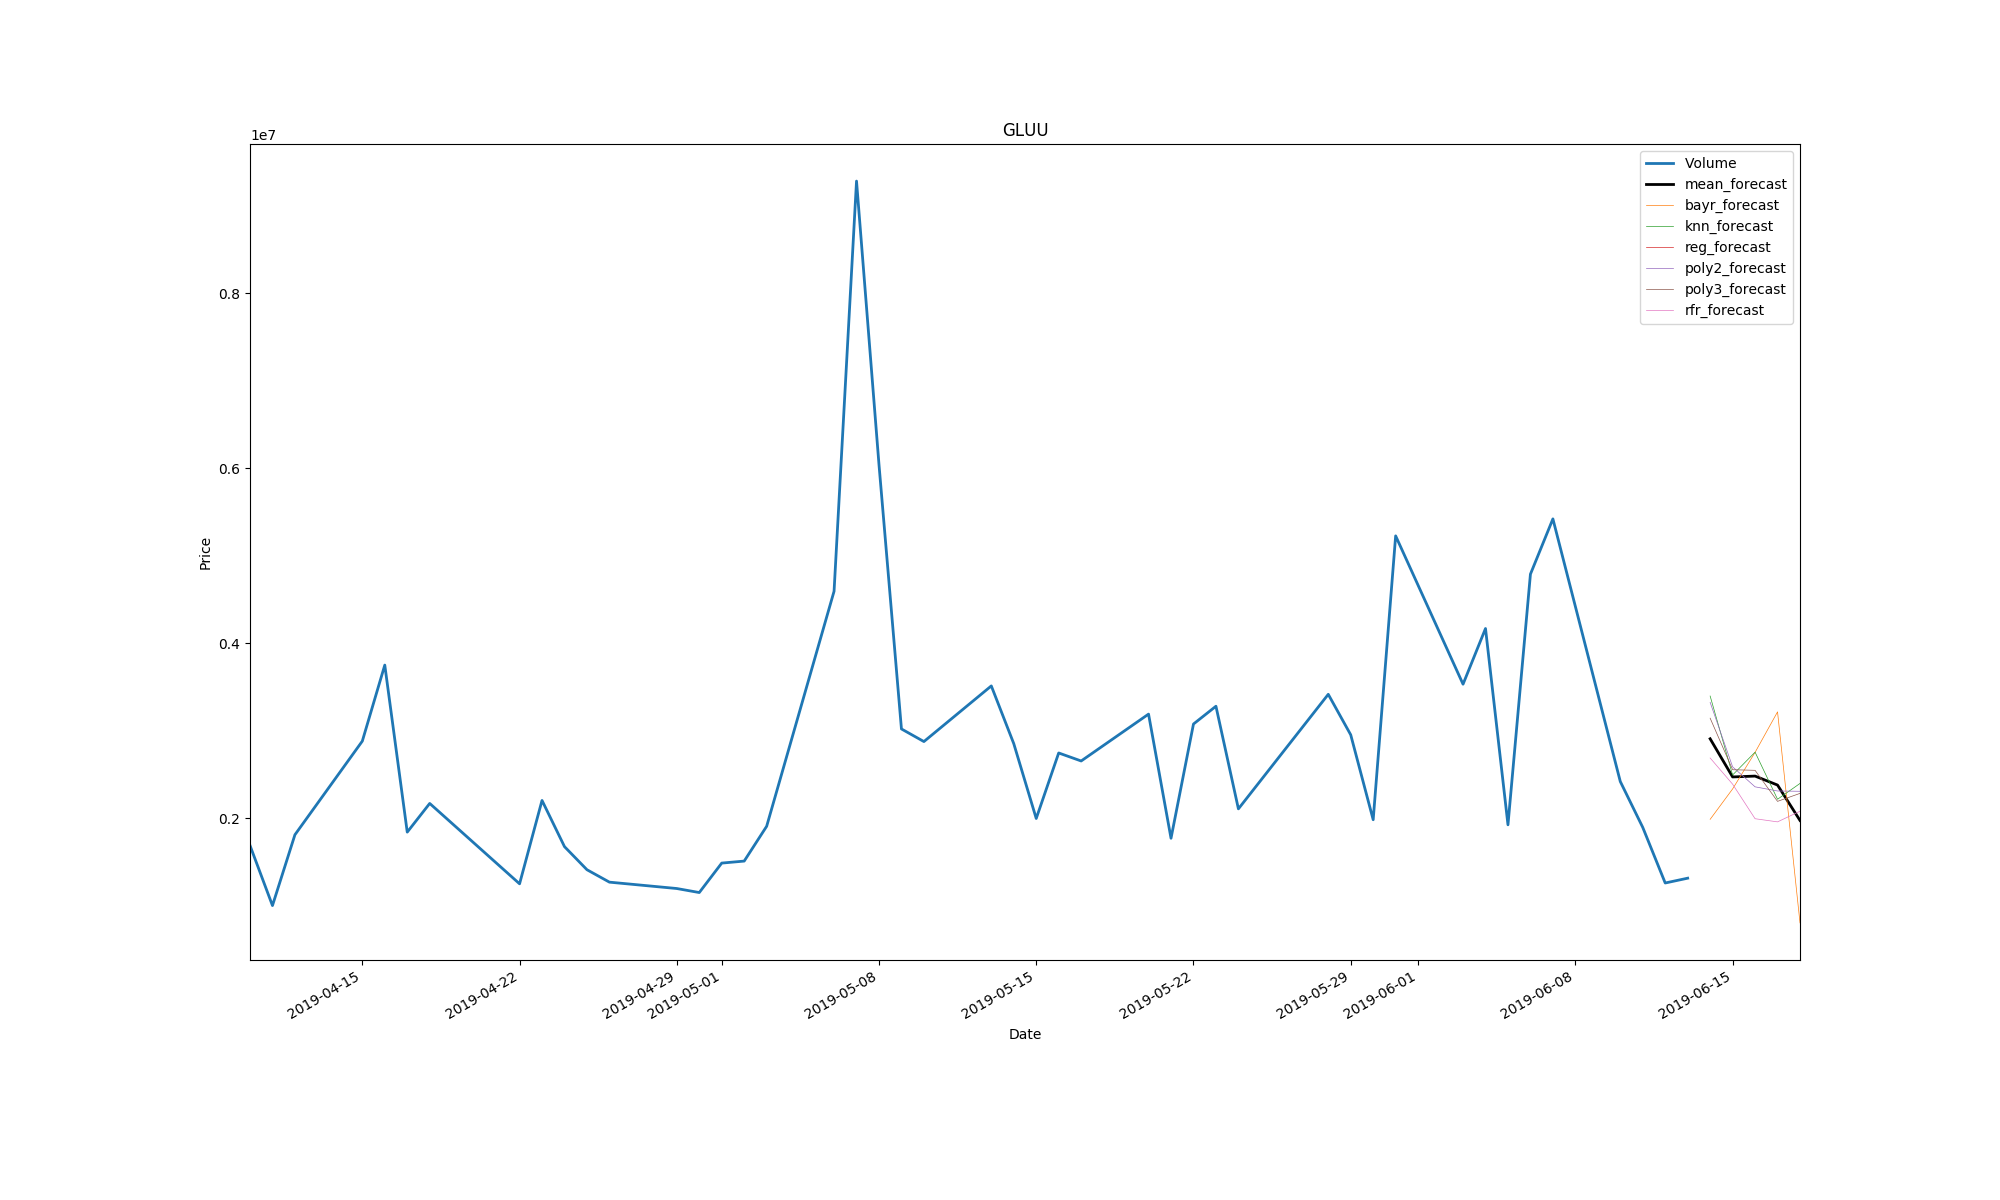 GLUU
1e7
Volume
mean_forecast
bayr_forecast
knn_forecast
reg_forecast
poly2_forecast
poly3_forecast
rfr_forecast
0.8
0.6
0.4
0.2
Price
2019-04-15
2019-04-22
2019-04-29
2019-05-01
2019-05-08
2019-05-15
2019-05-22
2019-05-29
2019-06-01
2019-06-08
2019-06-15
Date